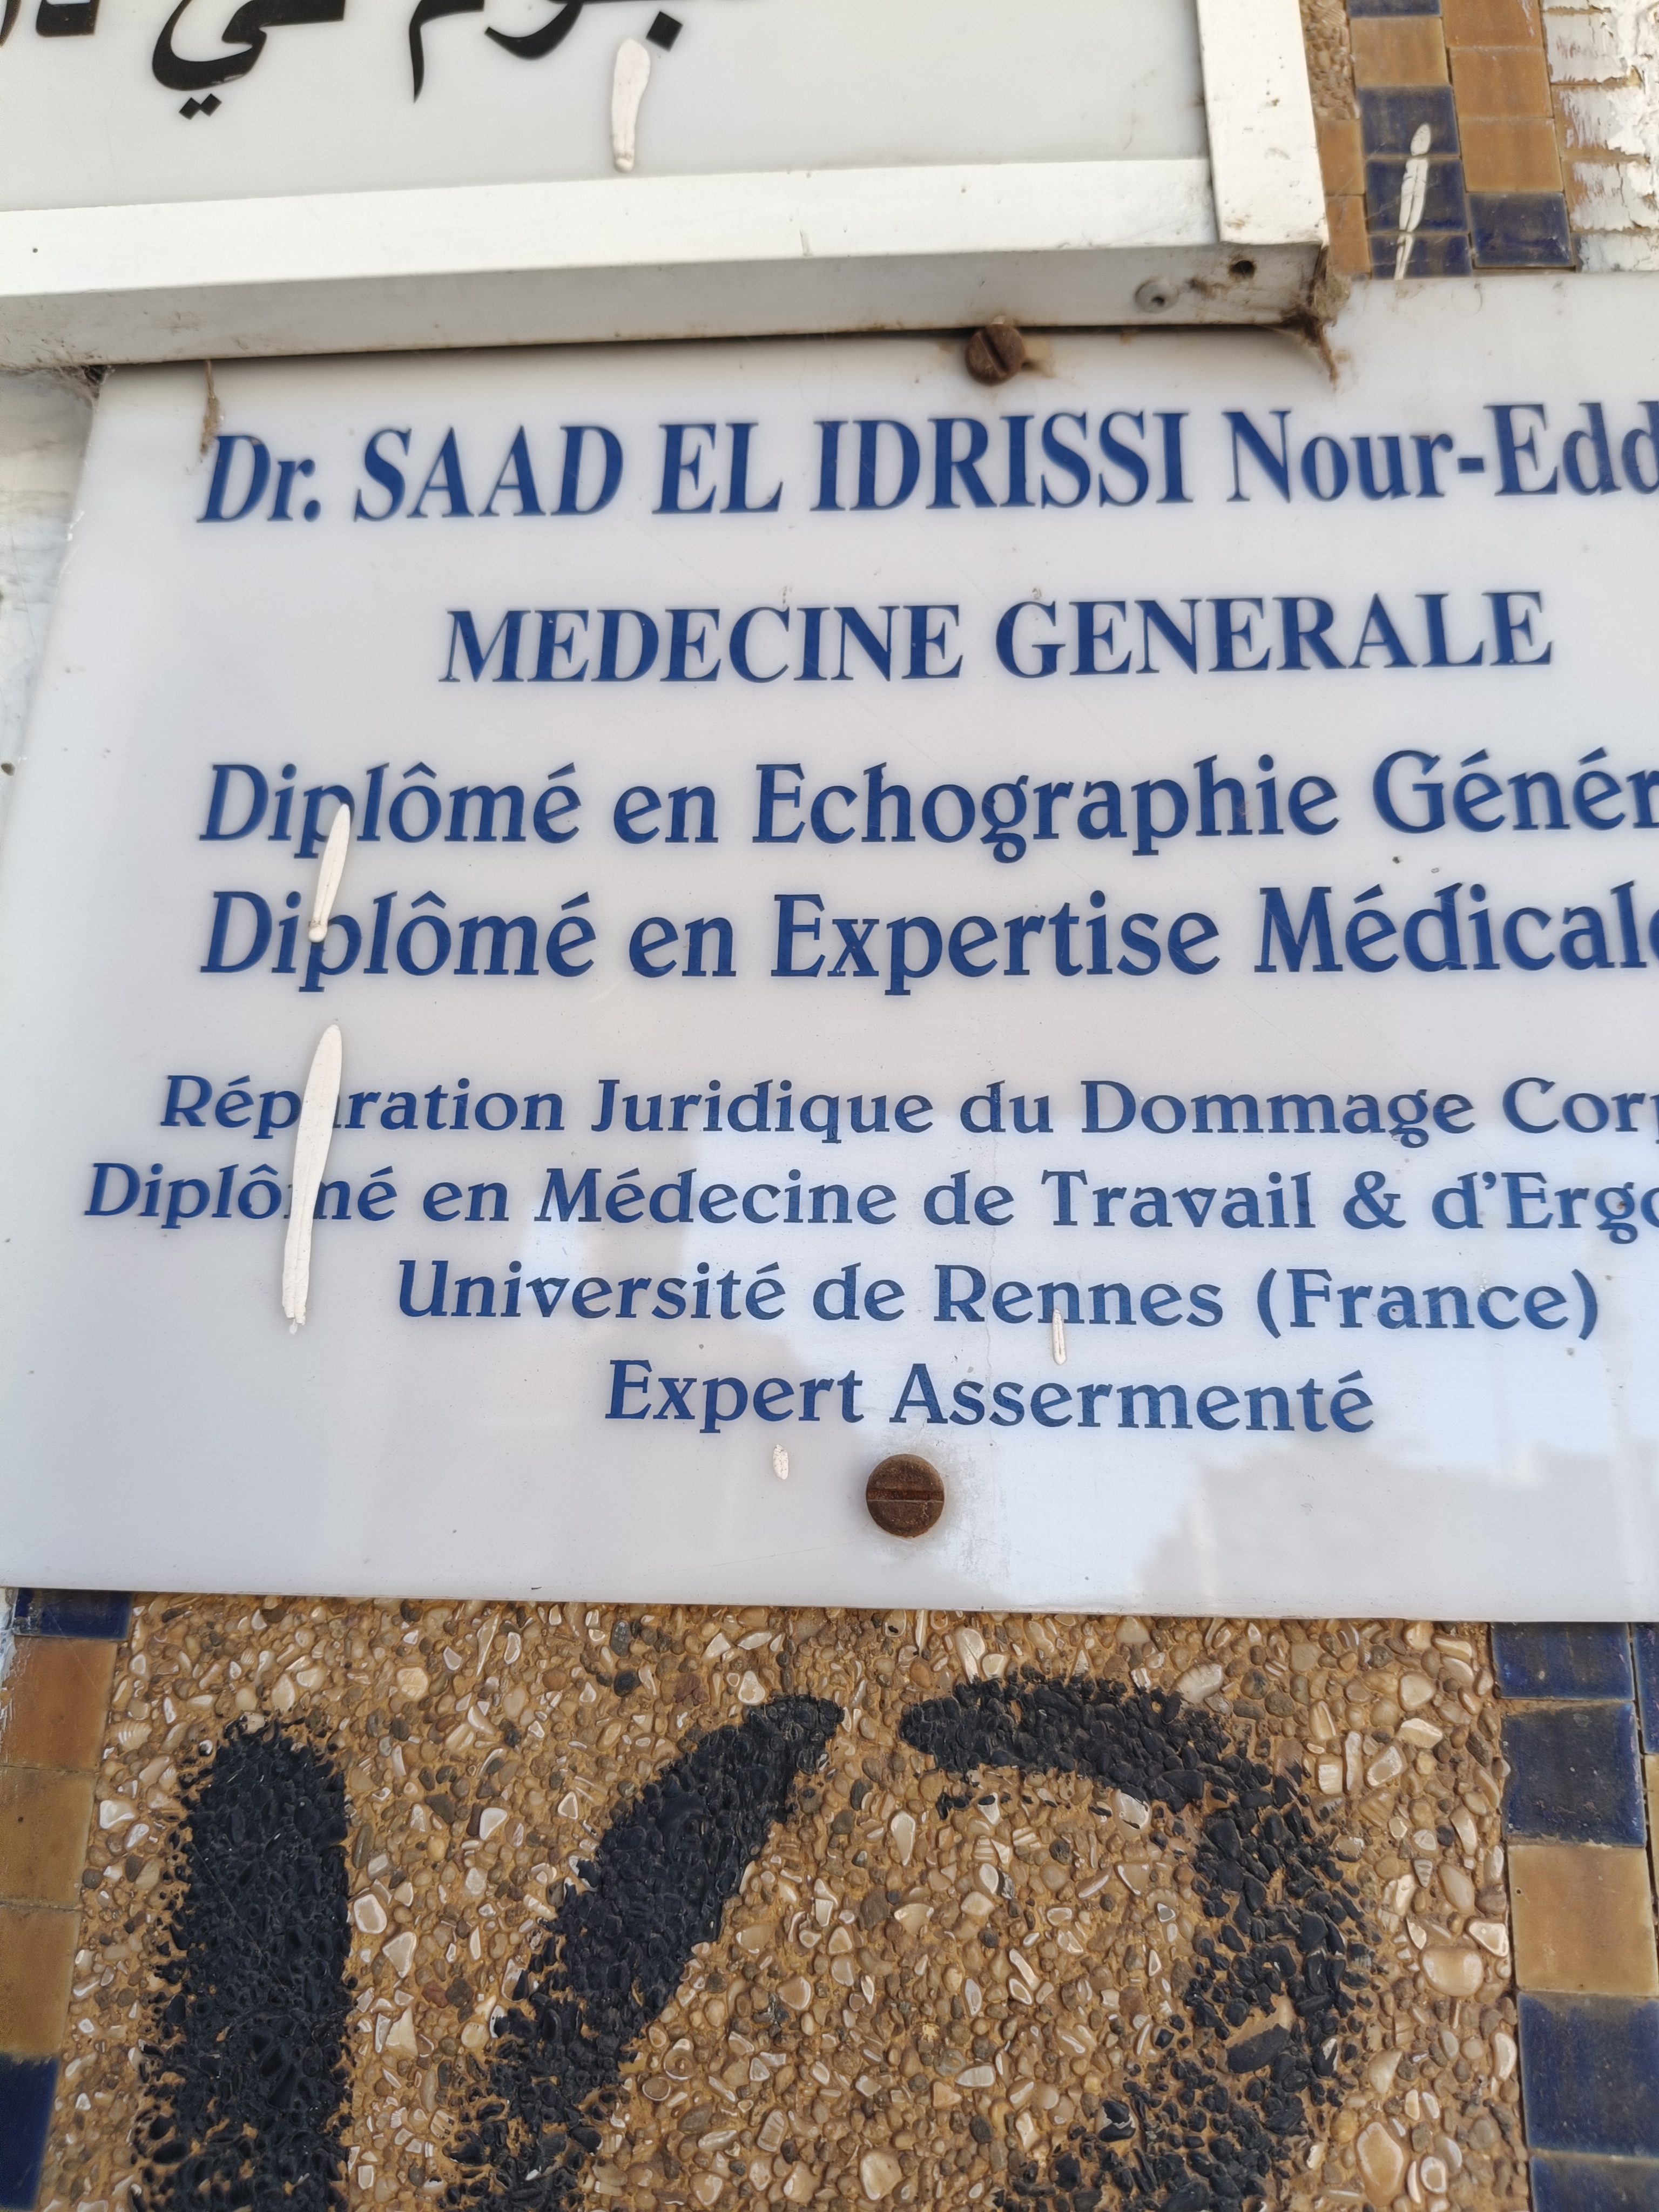 Dr. SAAD EL IDRISSI Nour-Edd
MEDECINE GENERALE
Diplômé en Echographie Génér
Diplômé en Expertise Médicale
Réparation Juridique du Dommage Corp
Diplômé en Médecine de Travail & d'Ergo
Université de Rennes (France)
Expert Assermenté